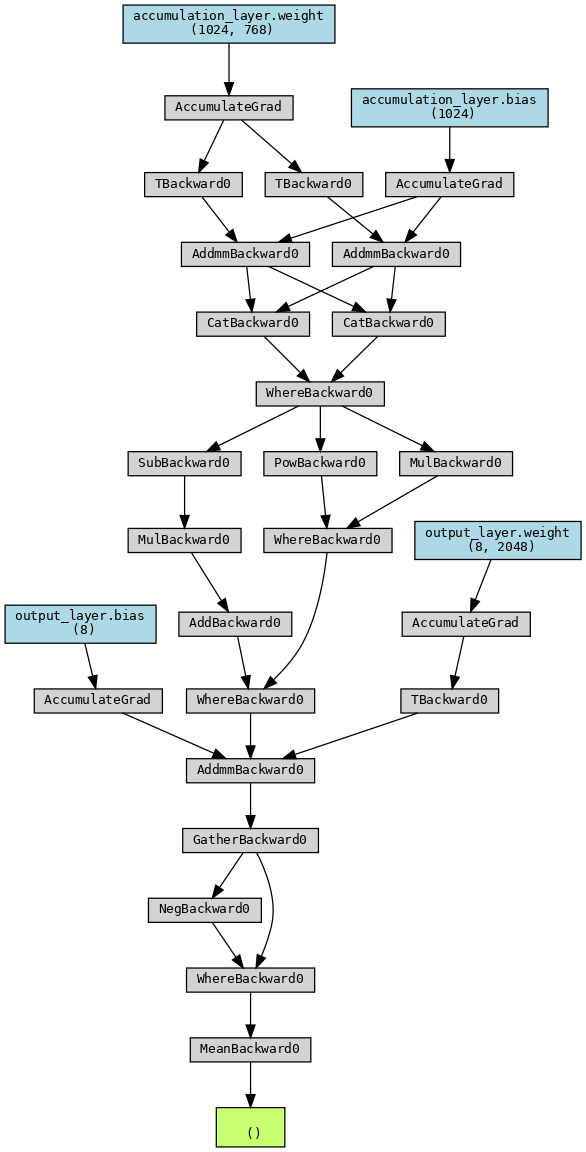 accumulation_layer.weight
(1024, 768)
accumulation_layer.bias
(1024)
AccumulateGrad
TBackward0
TBackward0
AccumulateGrad
AddmmBackward0
AddmmBackward0
CatBackward0
CatBackward0
WhereBackward0
SubBackward0
PowBackward0
MulBackward0
MulBackward0
WhereBackward0
output_layer.weight
(8, 2048)
output_layer.bias
(8)
AddBackward0
AccumulateGrad
AccumulateGrad
WhereBackward0
TBackward0
AddmmBackward0
GatherBackward0
NegBackward0
WhereBackward0
MeanBackward0
()